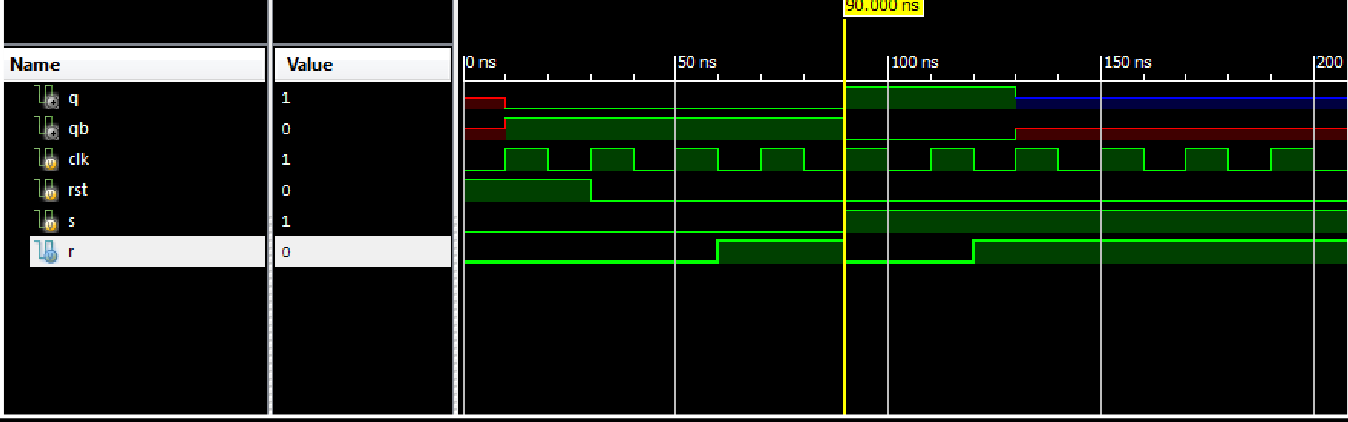 90.000 ns
Name Value 0 ns 50 ns 100 ns 150 ns 200
q 1
qb 0
clk 1
rst 0
s 1
r 0